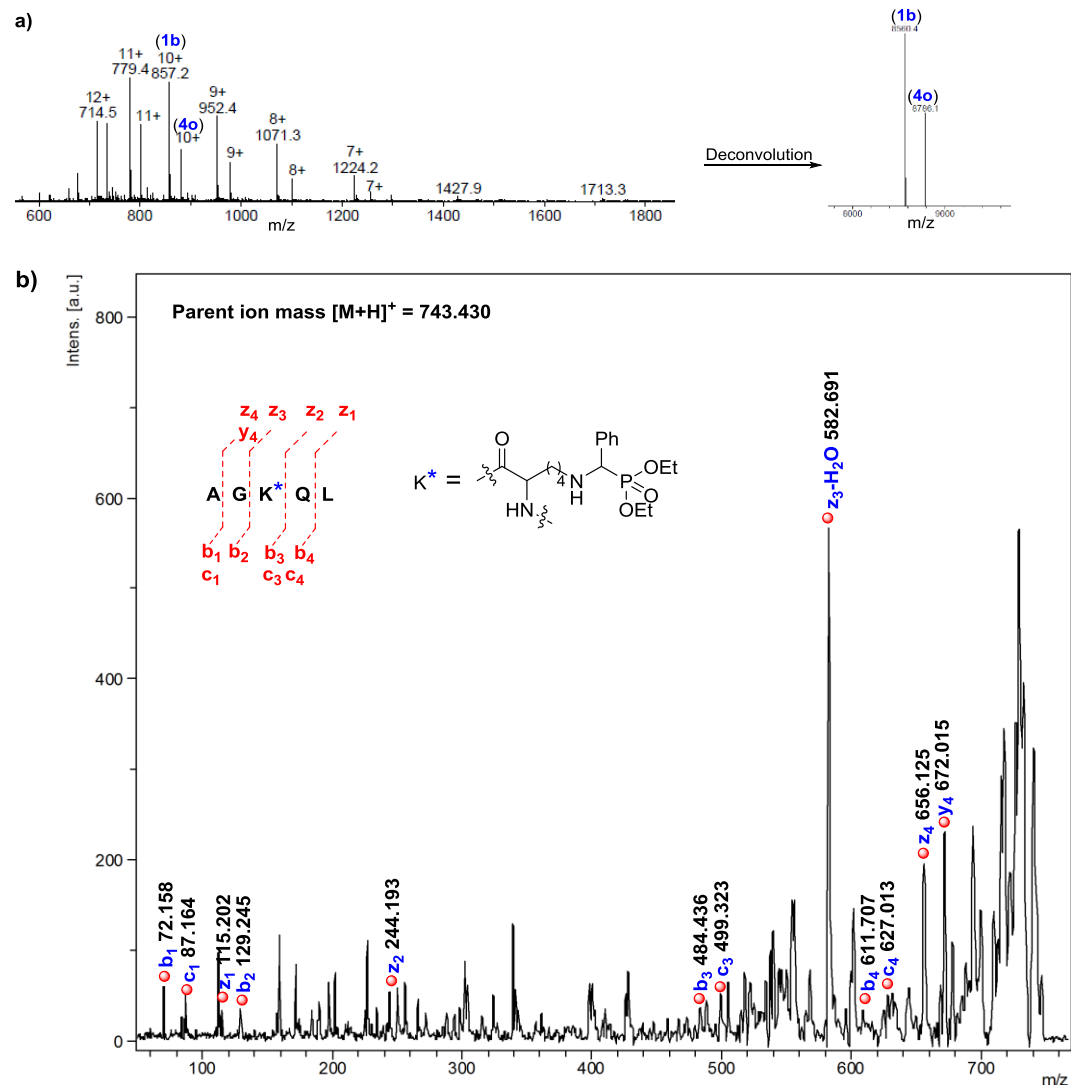 a)
(1b)
11+
779.4
10+
857.2
12+
714.5
11+
(4o)
10+
9+
952.4
9+
8+
1071.3
8+
7+
1224.2
7+
1427.9
1713.3
600
800
1000
1200
1400
1600
1800
m/z
Deconvolution
(1b)
8560.4
(4o)
8786.1
8000
9000
m/z
b)
Intens. [a.u.]
Parent ion mass [M+H]+ = 743.430
z4 z3 z2 z1
y4
A G K* Q L
b1 b2 b3 b4
c1 c3 c4
K* =
O
Ph
4
N
H
P
OEt
O
OEt
HN
800
600
400
200
0
b1 72.158
c1 87.164
z1 115.202
b2 129.245
z2 244.193
b3 484.436
c3 499.323
z3-H2O 582.691
b4 611.707
c4 627.013
z4 656.125
y4 672.015
100
200
300
400
500
600
700
m/z